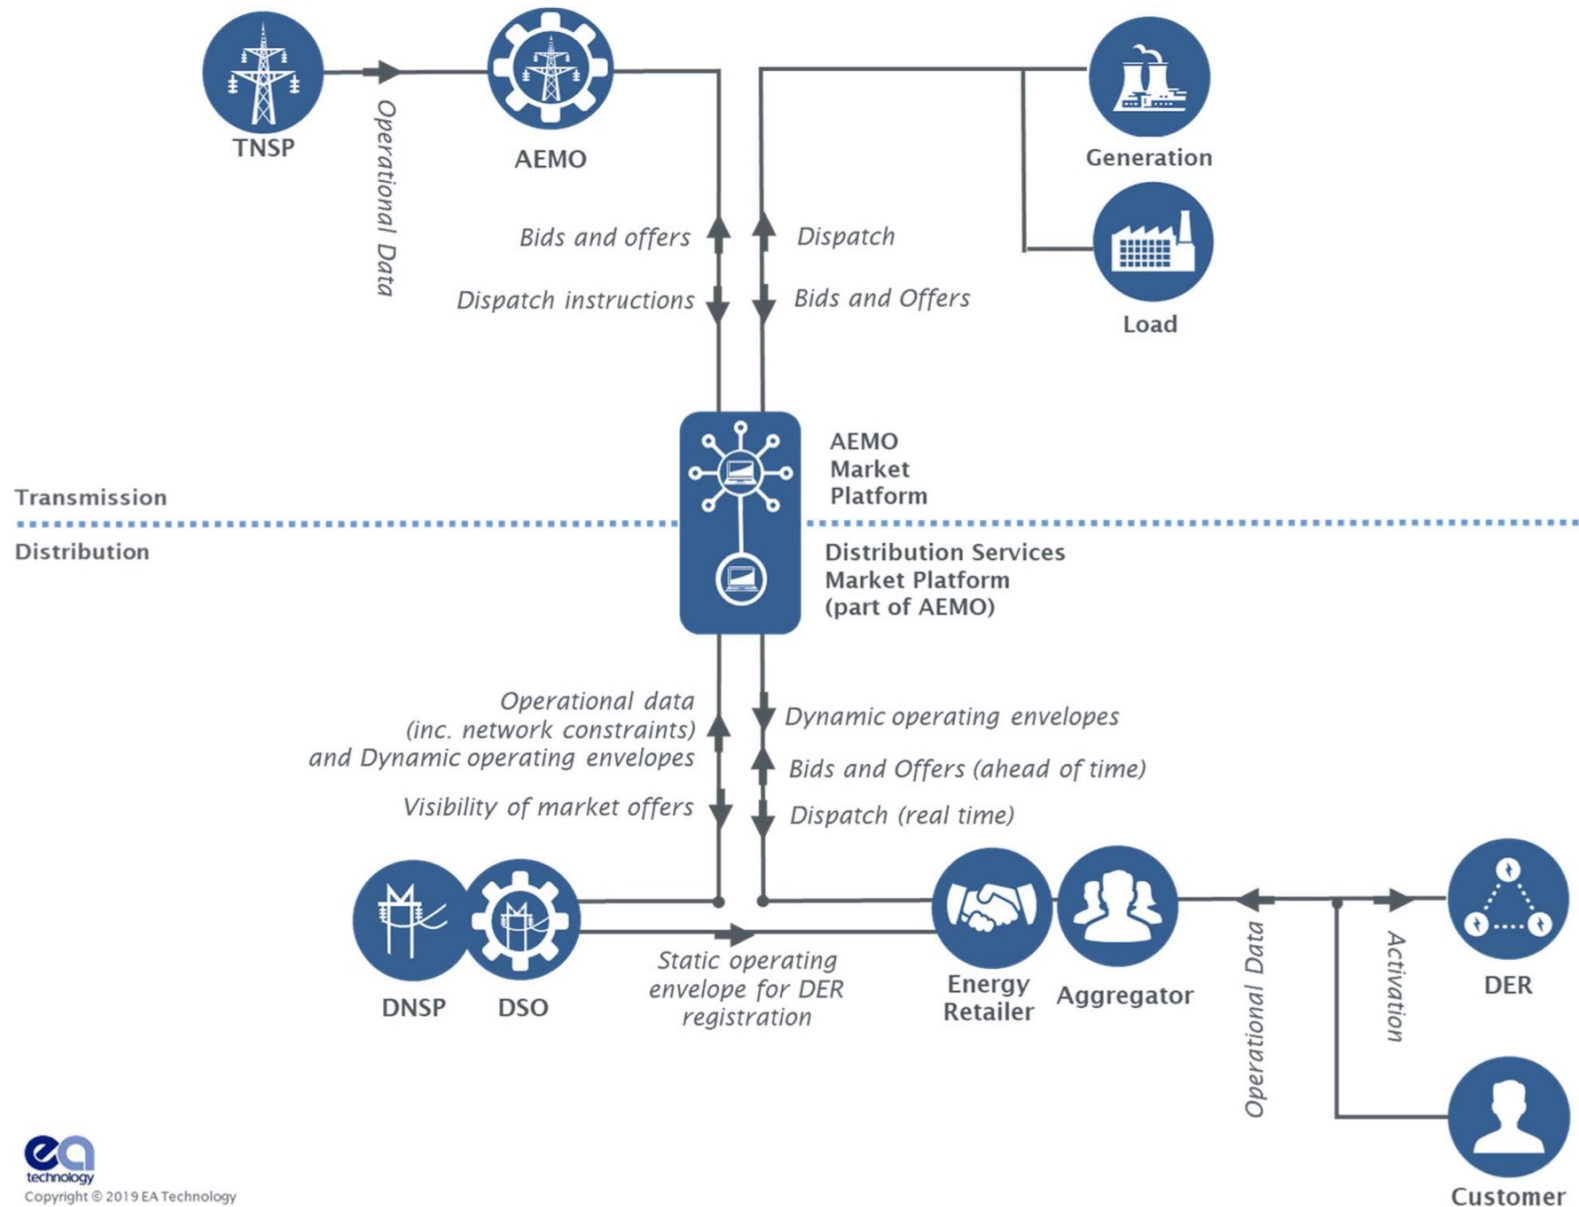 TNSP
Operational Data
AEMO
Generation
Load
Bids and offers
Dispatch instructions
Dispatch
Bids and Offers
AEMO
Market
Platform
Transmission
Distribution
Distribution Services
Market Platform
(part of AEMO)
Operational data
(inc. network constraints)
and Dynamic operating envelopes
Visibility of market offers
Dynamic operating envelopes
Bids and Offers (ahead of time)
Dispatch (real time)
DNSP
DSO
Static operating
envelope for DER
registration
Energy
Retailer
Aggregator
Operational Data
Activation
DER
Customer
ea
technology
Copyright © 2019 EA Technology